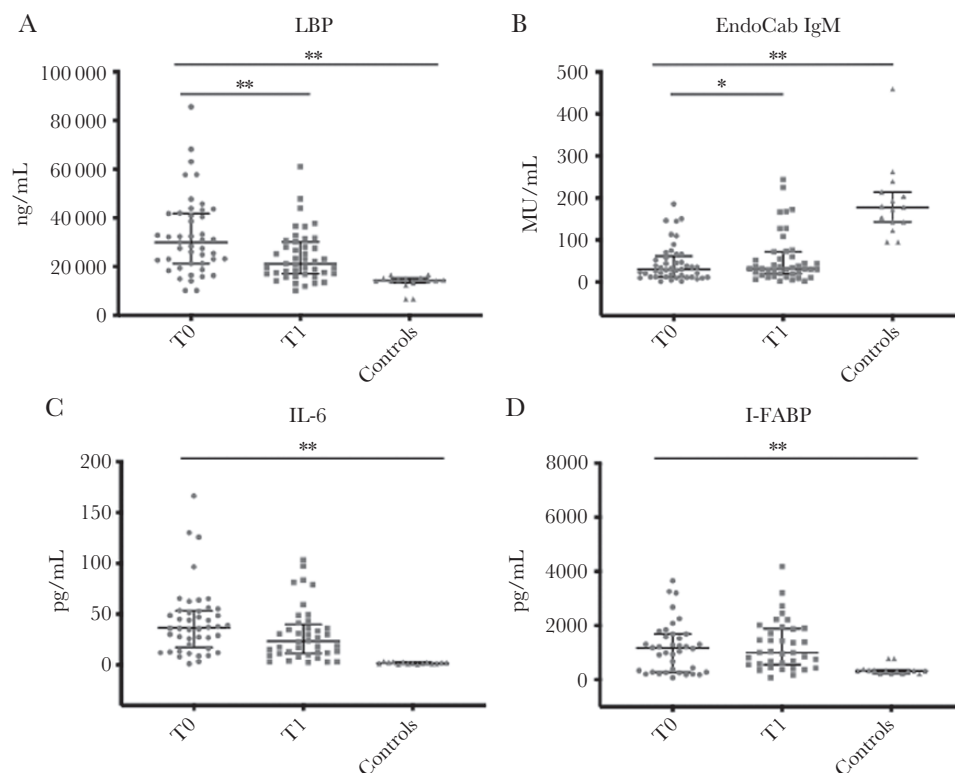 A
LBP
**
**
100 000
80 000
60 000
40 000
20 000
0
ng/mL
T0
T1
Controls
B
EndoCab IgM
**
*
500
400
300
200
100
0
MU/mL
T0
T1
Controls
C
IL-6
**
200
150
100
50
0
pg/mL
T0
T1
Controls
D
I-FABP
**
8000
6000
4000
2000
0
pg/mL
T0
T1
Controls